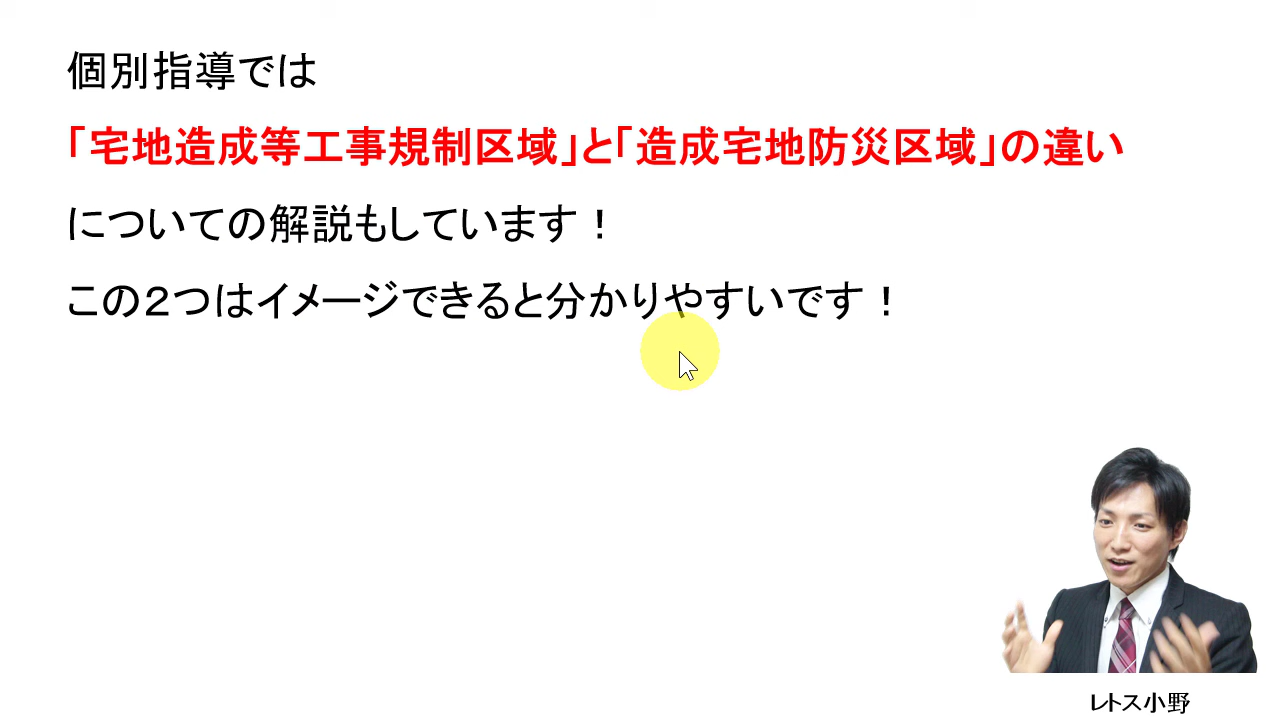 個別指導では
「宅地造成等工事規制区域」と「造成宅地防災区域」の違い
についての解説もしています！
この２つはイメージできると分かりやすいです！
レトス小野